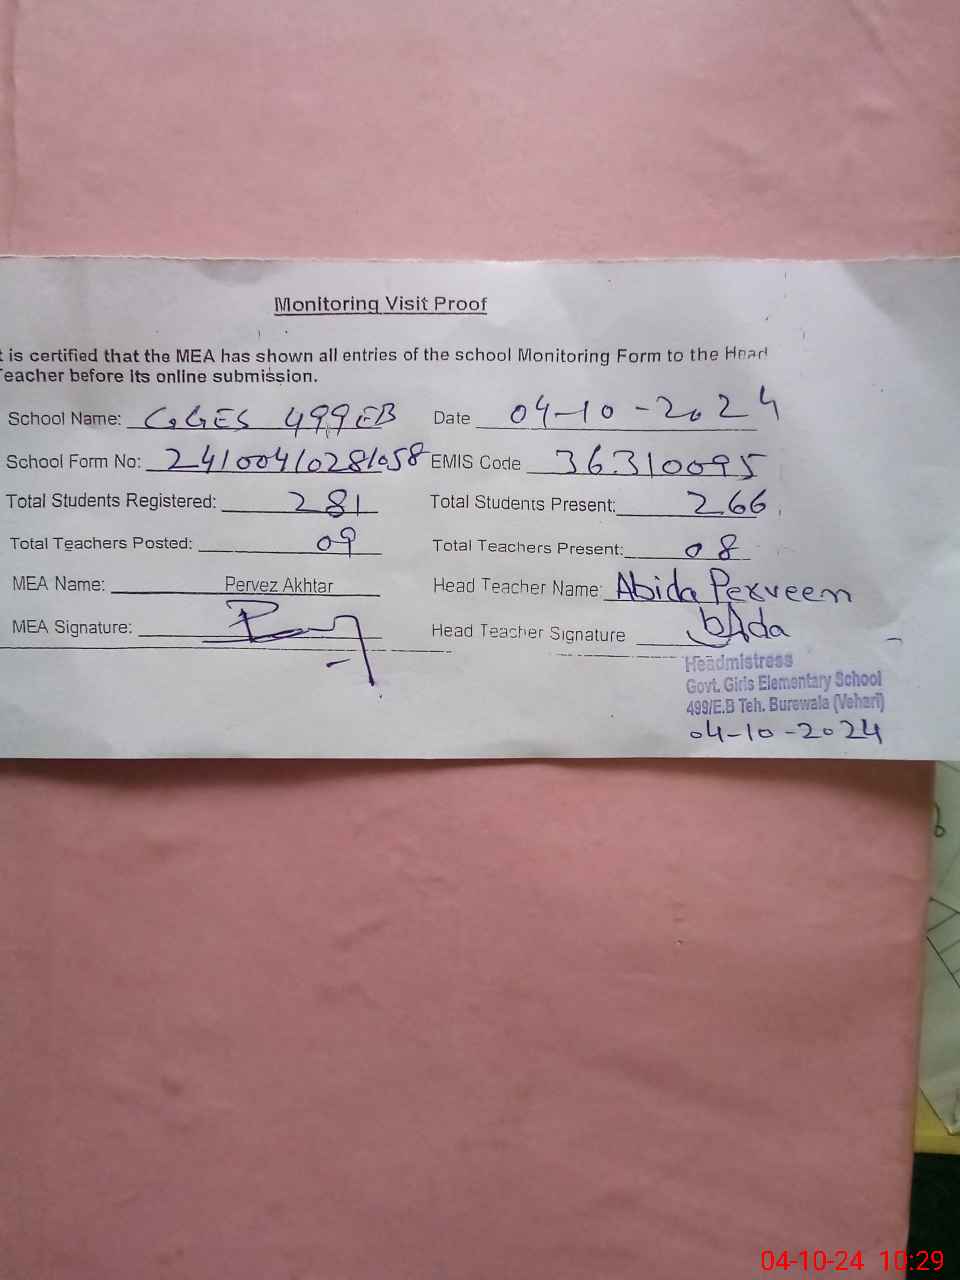 Monitoring Visit Proof
t is certified that the MEA has shown all entries of the school Monitoring Form to the Head
Teacher before its online submission.
School Name: GGES 499EB Date 04-10-2024
School Form No: 24100410281058 EMIS Code 36310095
Total Students Registered: 281 Total Students Present: 266
Total Teachers Posted: 09 Total Teachers Present: 08
MEA Name: Pervez Akhtar Head Teacher Name: Abida Perveen
MEA Signature: Head Teacher Signature
Headmistress
Govt. Girls Elementary School
499/E.B Teh. Burewala (Vehari)
04-10-2024
04-10-24 10:29